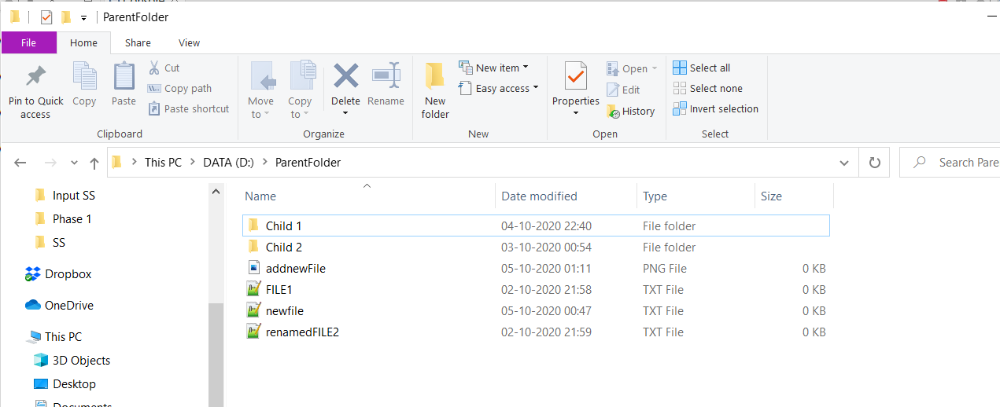 ParentFolder
File Home Share View
Pin to Quick access
Copy
Paste
Cut
Copy path
Paste shortcut
Clipboard
Move to
Copy to
Delete
Rename
Organize
New folder
New item
Easy access
New
Properties
Open
Edit
History
Open
Select all
Select none
Invert selection
Select
This PC DATA (D:) ParentFolder
Search Pare
Input SS
Phase 1
SS
Dropbox
OneDrive
This PC
3D Objects
Desktop
Documents
Name Date modified Type Size
Child 1 04-10-2020 22:40 File folder
Child 2 03-10-2020 00:54 File folder
addnewFile 05-10-2020 01:11 PNG File 0 KB
FILE1 02-10-2020 21:58 TXT File 0 KB
newfile 05-10-2020 00:47 TXT File 0 KB
renamedFILE2 02-10-2020 21:59 TXT File 0 KB